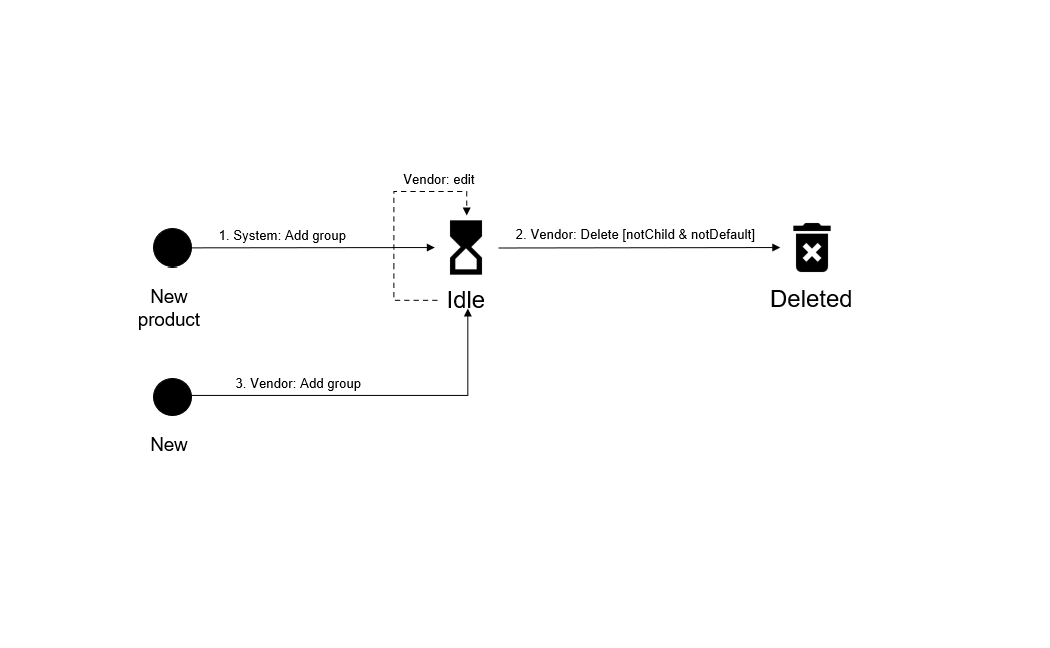 Vendor: edit
1. System: Add group
2. Vendor: Delete [notChild & notDefault]
New
product
Idle
Deleted
3. Vendor: Add group
New